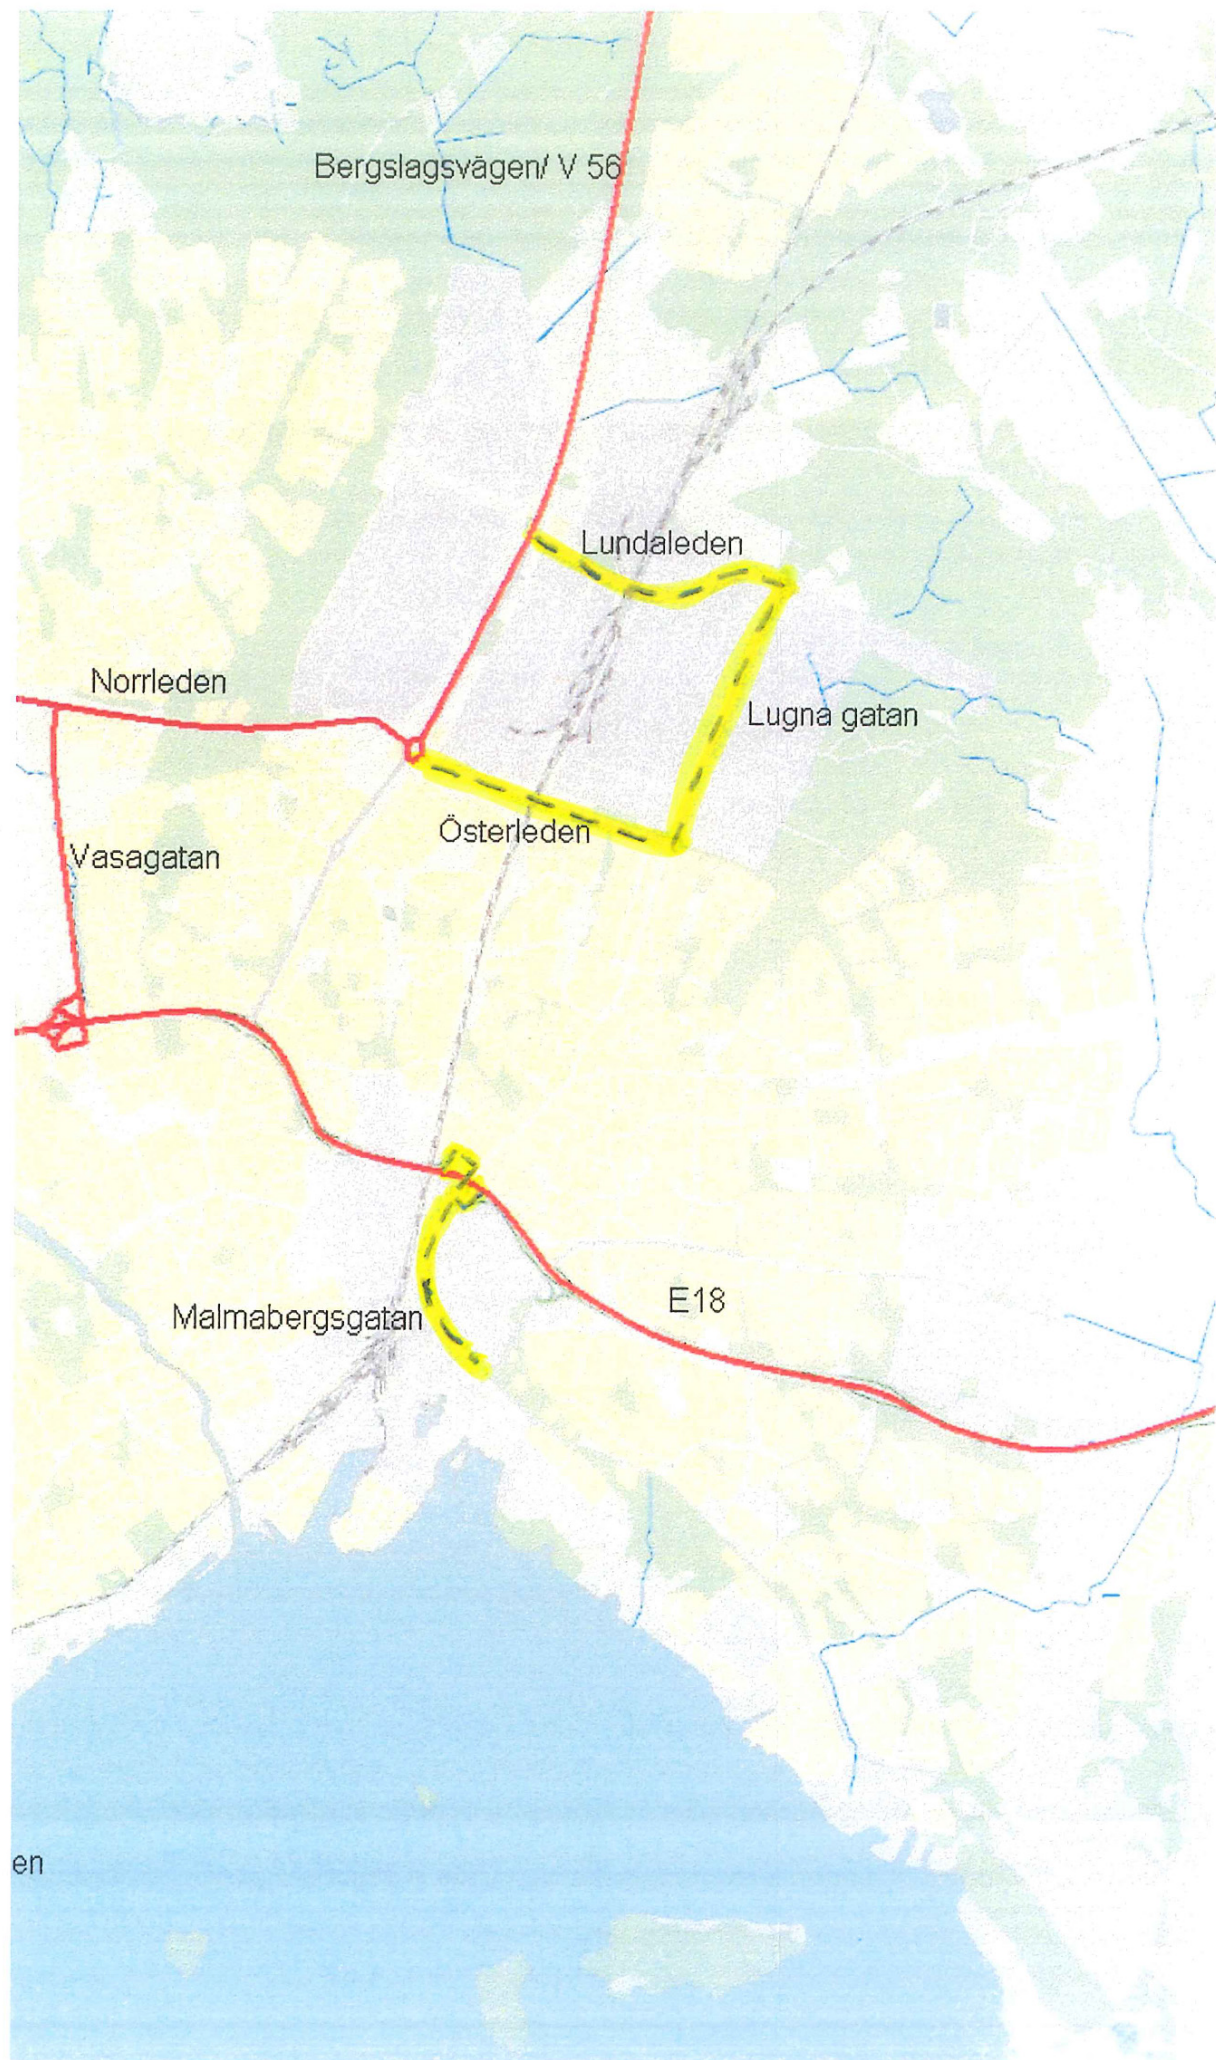 Bergslagsvägen/ V 56
Lundaleden
Norrleden
Lugna gatan
Österleden
Vasagatan
E18
Malmabergsgatan
en